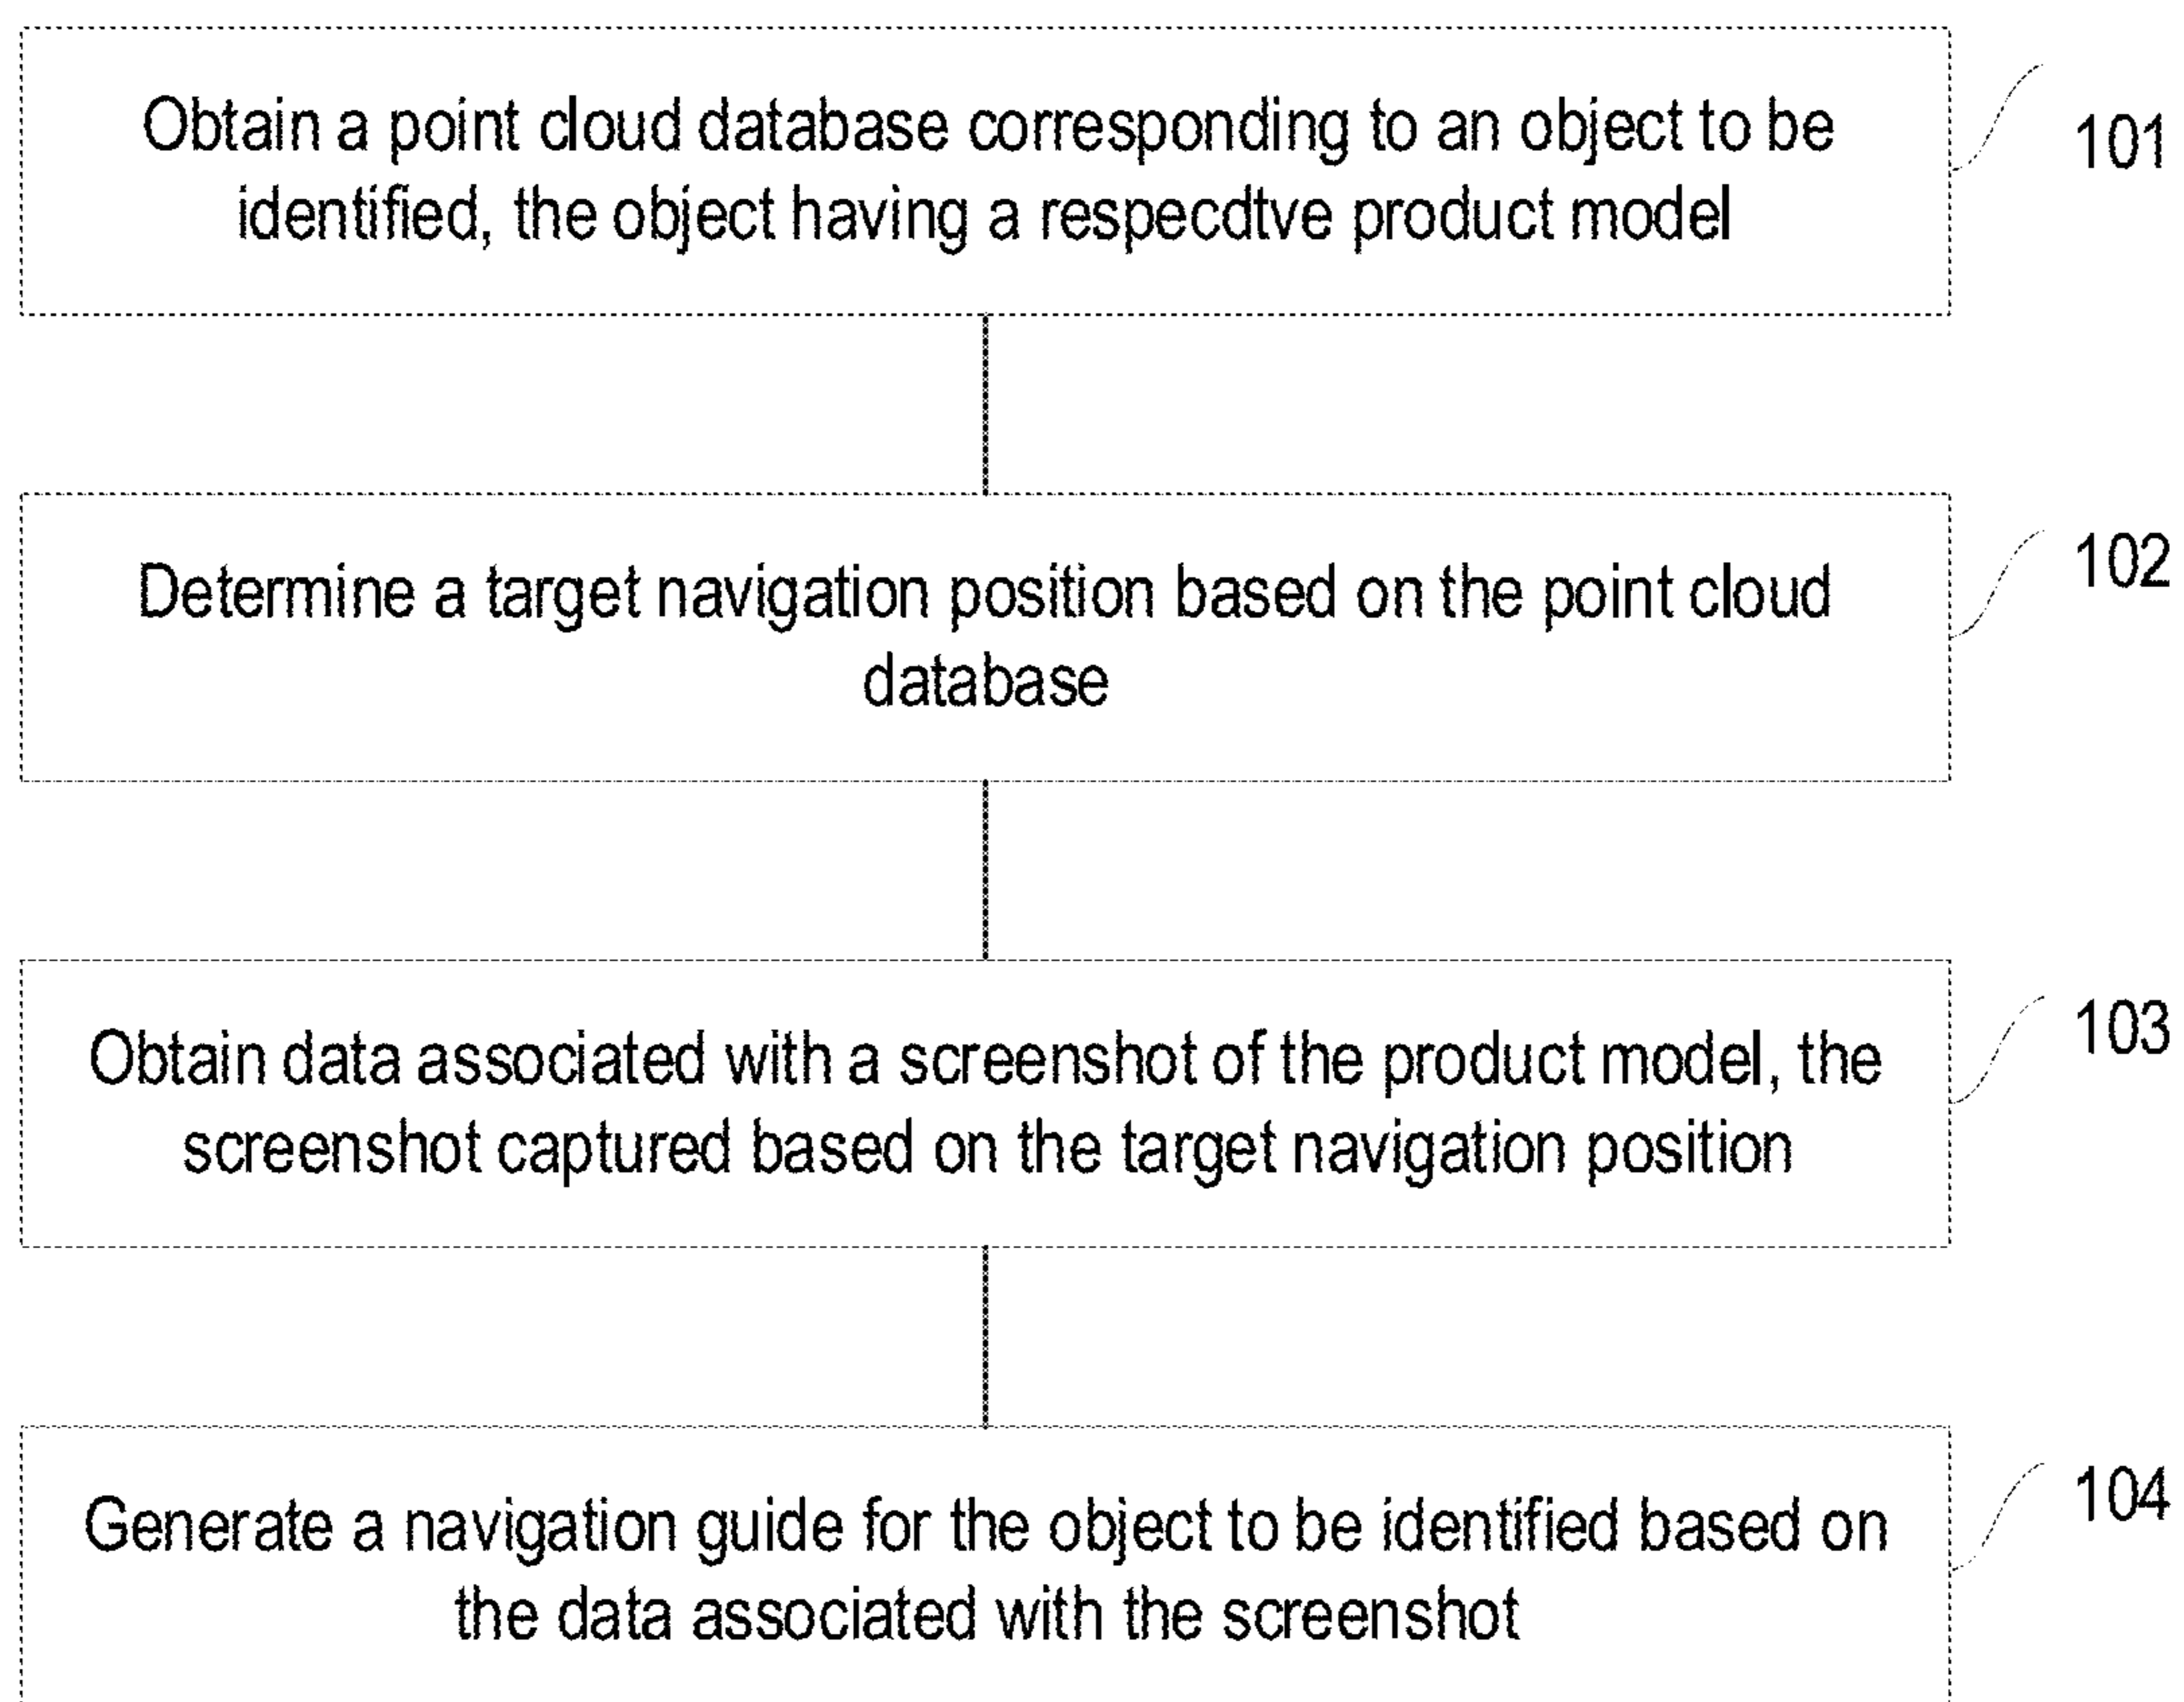 Obtain a point cloud database corresponding to an object to be
identified, the object having a respecdtve product model
101
Determine a target navigation position based on the point cloud
database
102
Obtain data associated with a screenshot of the product model, the
screenshot captured based on the target navigation position
103
Generate a navigation guide for the object to be identified based on
the data associated with the screenshot
104